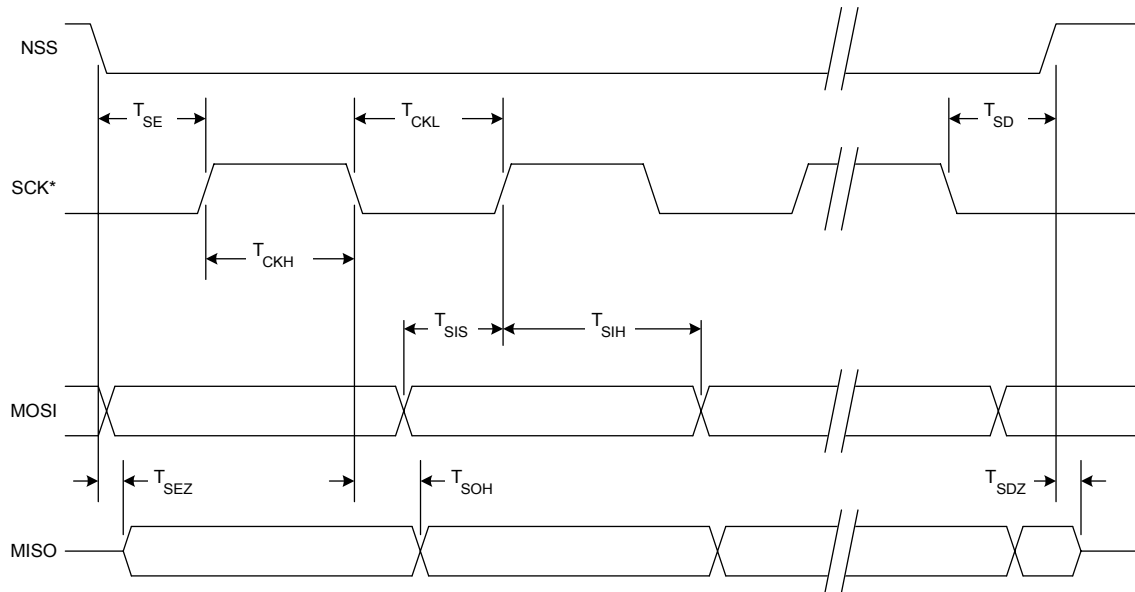 NSS
T_SE
T_CKL
T_SD
SCK*
T_CKH
T_SIS
T_SIH
MOSI
T_SEZ
T_SOH
T_SDZ
MISO